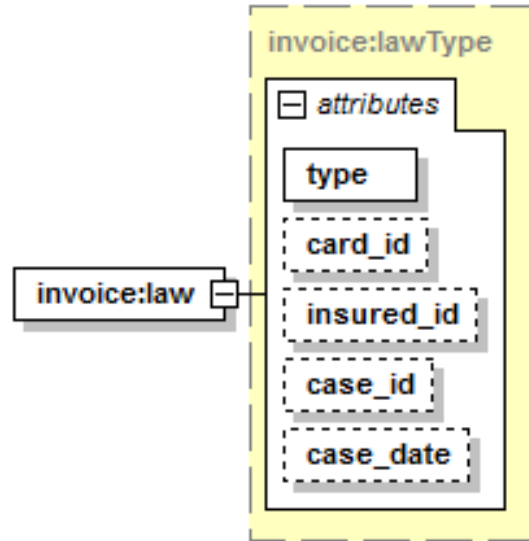 invoice:lawType
attributes
type
card_id
invoice:law
insured_id
case_id
case_date